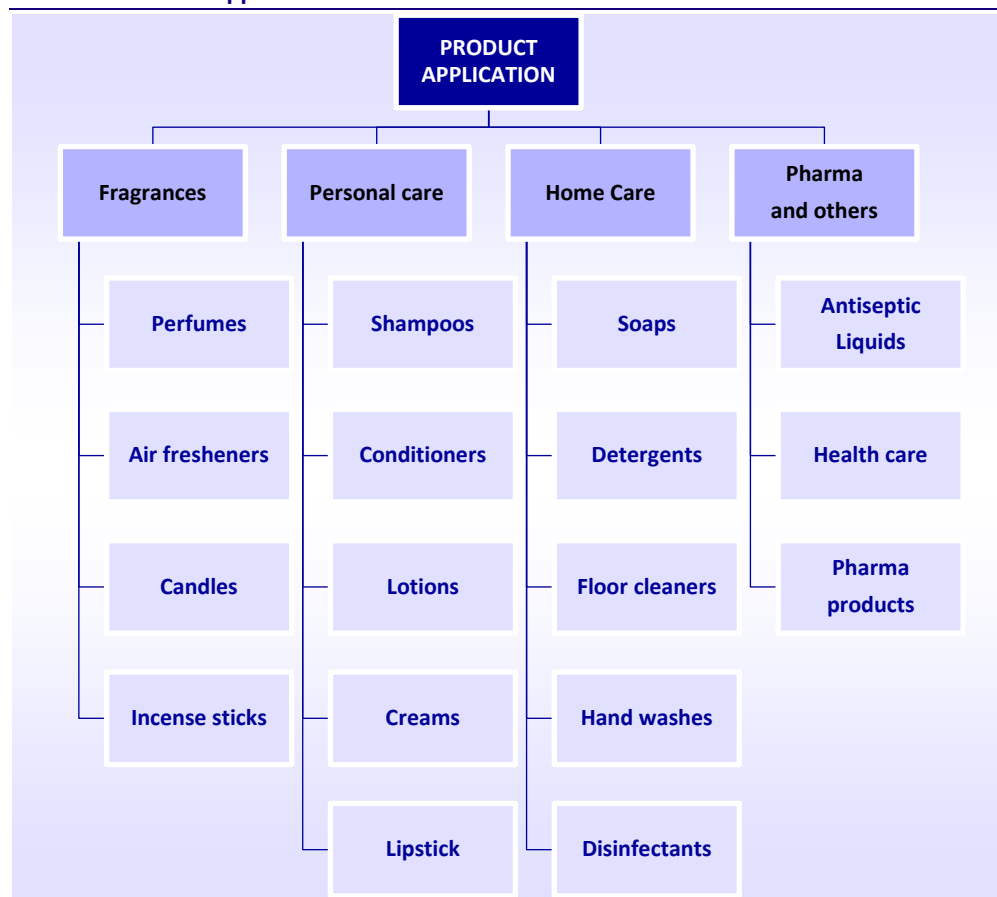 PRODUCT
APPLICATION
Fragrances
Personal care
Home Care
Pharma
and others
Perfumes
Shampoos
Soaps
Antiseptic
Liquids
Air fresheners
Conditioners
Detergents
Health care
Candles
Lotions
Floor cleaners
Pharma
products
Incense sticks
Creams
Hand washes
Lipstick
Disinfectants